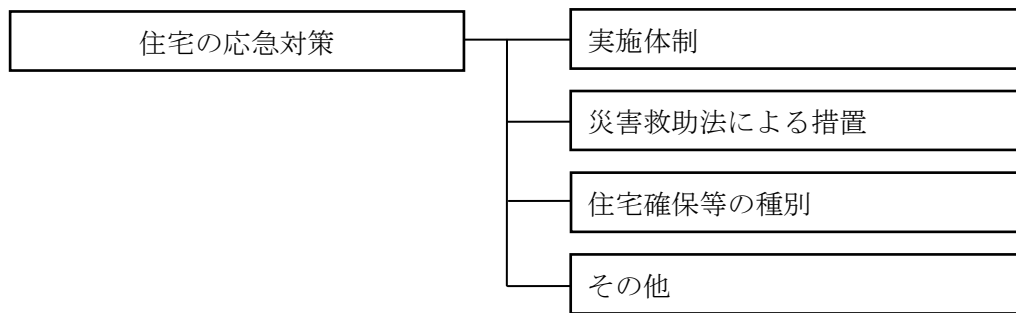 住宅の応急対策
実施体制
災害救助法による措置
住宅確保等の種別
その他